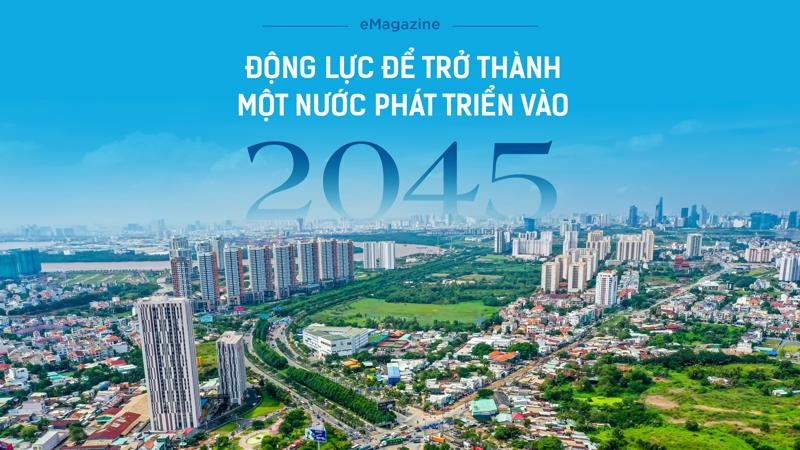 eMagazine
ĐỘNG LỰC ĐỂ TRỞ THÀNH
MỘT NƯỚC PHÁT TRIỂN VÀO
2045